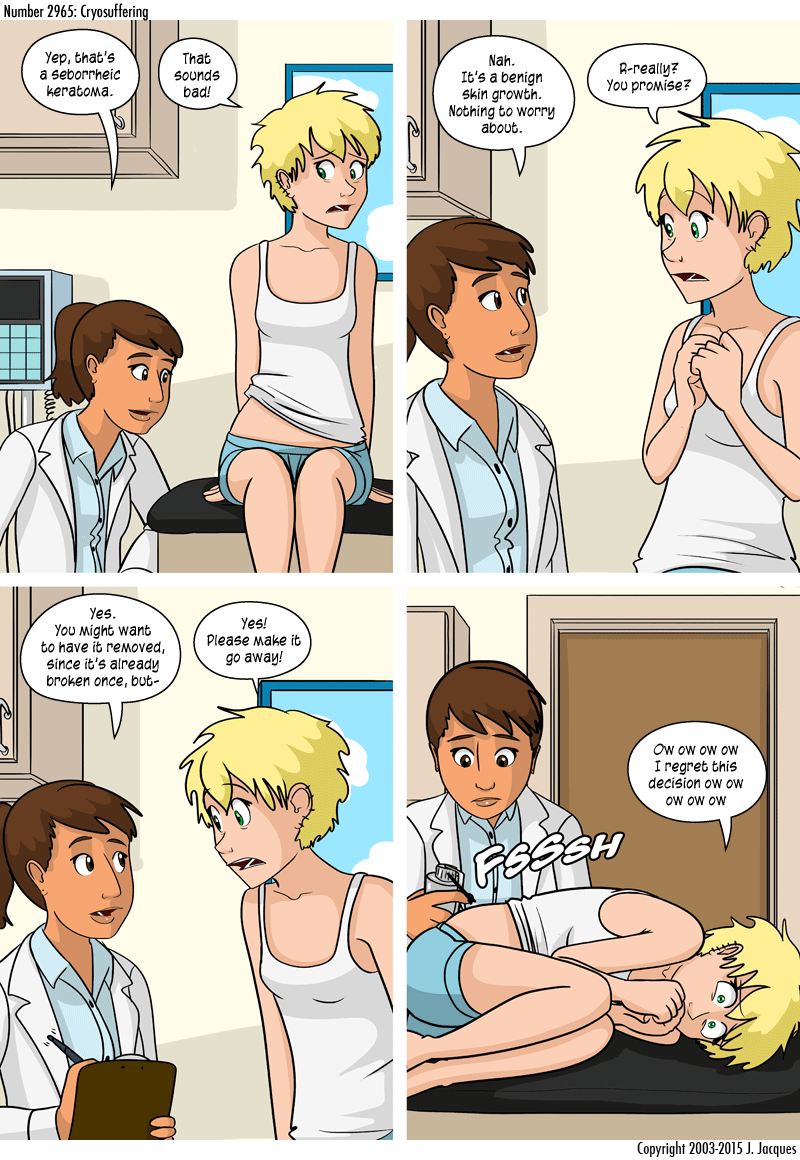 Number 2965: Cryosuffering
Yep, that's
a seborrheic
keratoma.
That
sounds
bad!
Nah.
It's a benign
skin growth.
Nothing to worry
about.
R-really?
You promise?
Yes.
You might want
to have it removed,
since it's already
broken once, but-
Yes!
Please make it
go away!
Ow ow ow ow
I regret this
decision ow ow
ow ow ow
FSSSSH
Copyright 2003-2015 J. Jacques